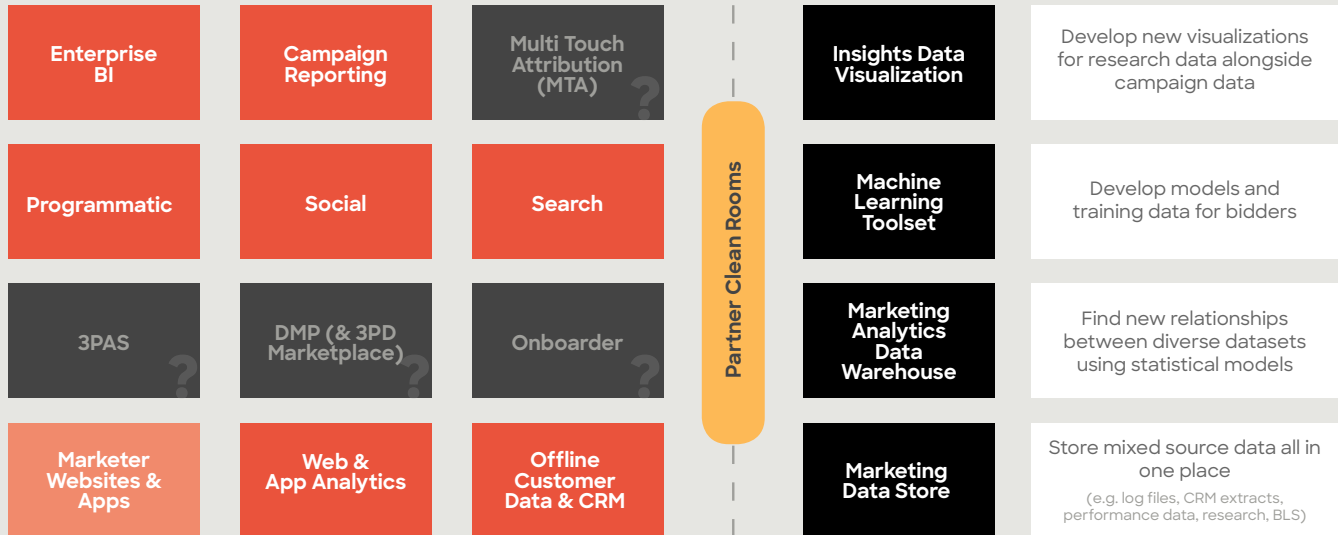 Enterprise
BI
Campaign
Reporting
Multi Touch
Attribution
(MTA)
?
Insights Data
Visualization
Develop new visualizations
for research data alongside
campaign data
Programmatic
Social
Search
Partner Clean Rooms
Machine
Learning
Toolset
Develop models and
training data for bidders
3PAS
?
DMP (& 3PD
Marketplace)
?
Onboarder
?
Marketing
Analytics
Data
Warehouse
Find new relationships
between diverse datasets
using statistical models
Marketer
Websites &
Apps
Web &
App Analytics
Offline
Customer
Data & CRM
Marketing
Data Store
Store mixed source data all in
one place
(e.g. log files, CRM extracts,
performance data, research, BLS)